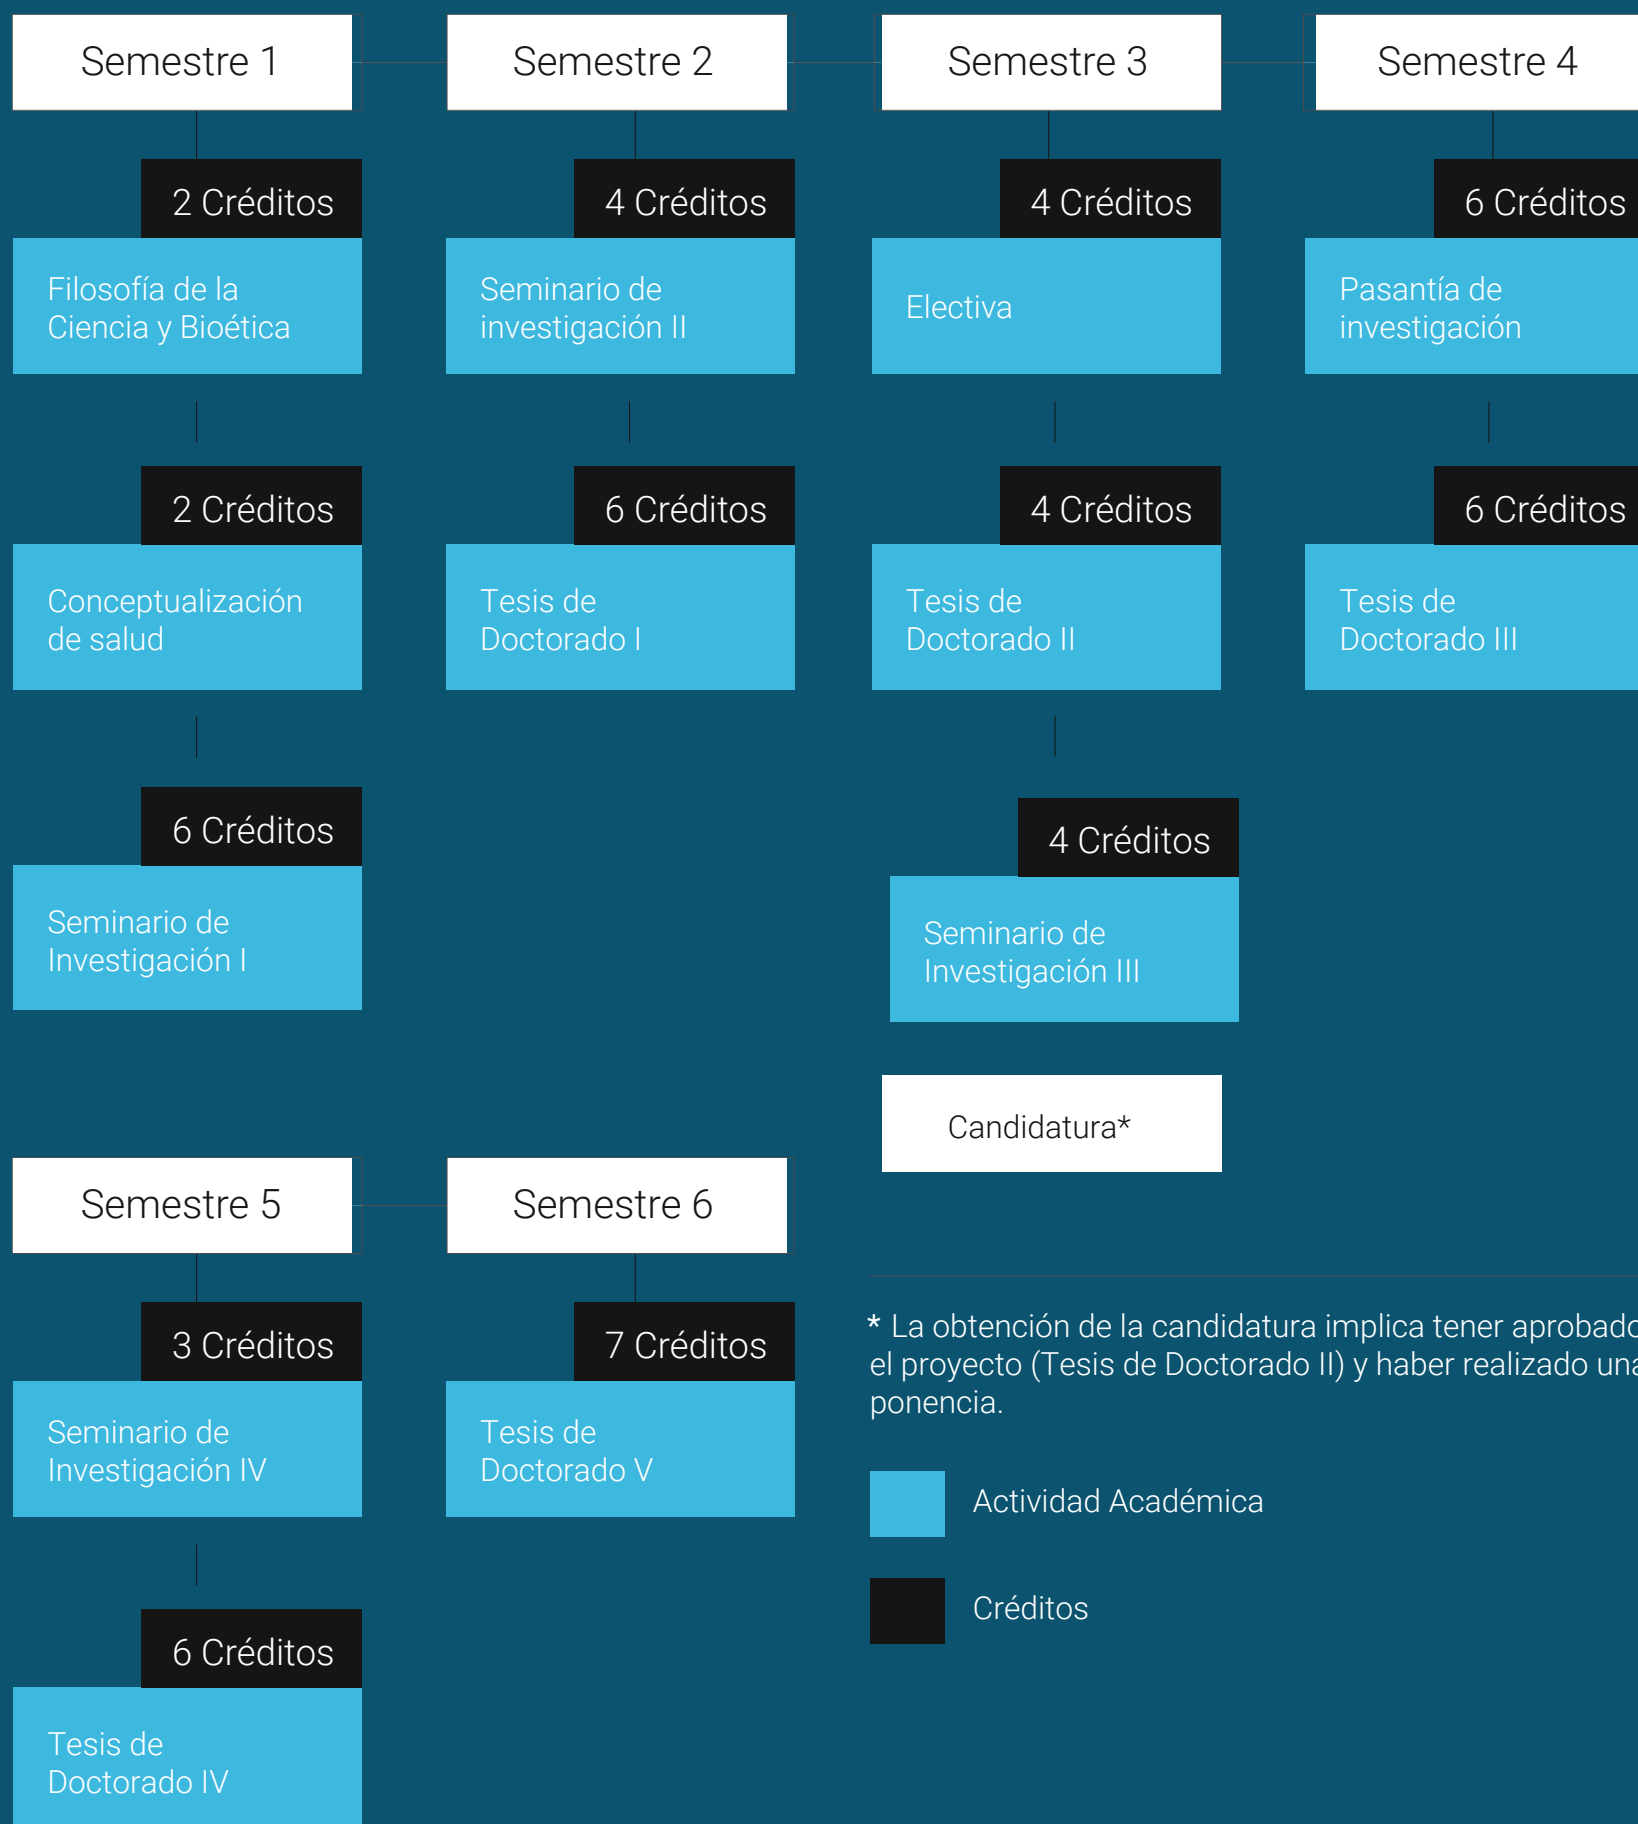 Semestre 1
2 Créditos
Filosofía de la
Ciencia y Bioética
2 Créditos
Conceptualización
de salud
6 Créditos
Seminario de
Investigación I
Semestre 2
4 Créditos
Seminario de
investigación II
6 Créditos
Tesis de
Doctorado I
Semestre 3
4 Créditos
Electiva
4 Créditos
Tesis de
Doctorado II
4 Créditos
Seminario de
Investigación III
Candidatura*
Semestre 4
6 Créditos
Pasantía de
investigación
6 Créditos
Tesis de
Doctorado III
Semestre 5
3 Créditos
Seminario de
Investigación IV
6 Créditos
Tesis de
Doctorado IV
Semestre 6
7 Créditos
Tesis de
Doctorado V
* La obtención de la candidatura implica tener aprobado
el proyecto (Tesis de Doctorado II) y haber realizado una
ponencia.
Actividad Académica
Créditos